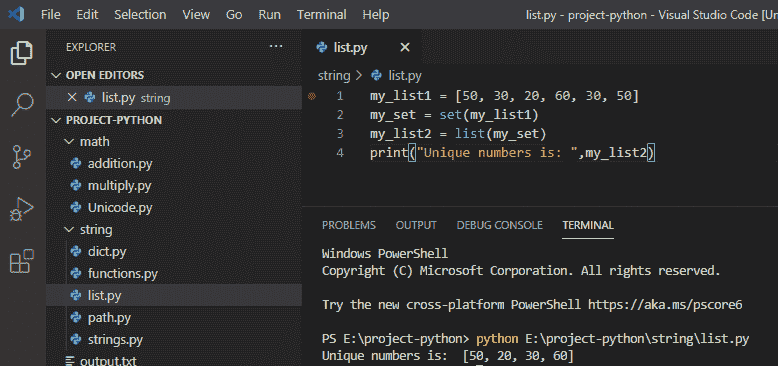 File Edit Selection View Go Run Terminal Help list.py - project-python - Visual Studio Code [Un
EXPLORER ...
OPEN EDITORS
list.py string
PROJECT-PYTHON
math
addition.py
multiply.py
Unicode.py
string
dict.py
functions.py
list.py
path.py
strings.py
output.txt
list.py
string > list.py
1 my_list1 = [50, 30, 20, 60, 30, 50]
2 my_set = set(my_list1)
3 my_list2 = list(my_set)
4 print("Unique numbers is: ",my_list2)
PROBLEMS OUTPUT DEBUG CONSOLE TERMINAL
Windows PowerShell
Copyright (C) Microsoft Corporation. All rights reserved.
Try the new cross-platform PowerShell https://aka.ms/pscore6
PS E:\project-python> python E:\project-python\string\list.py
Unique numbers is:  [50, 20, 30, 60]